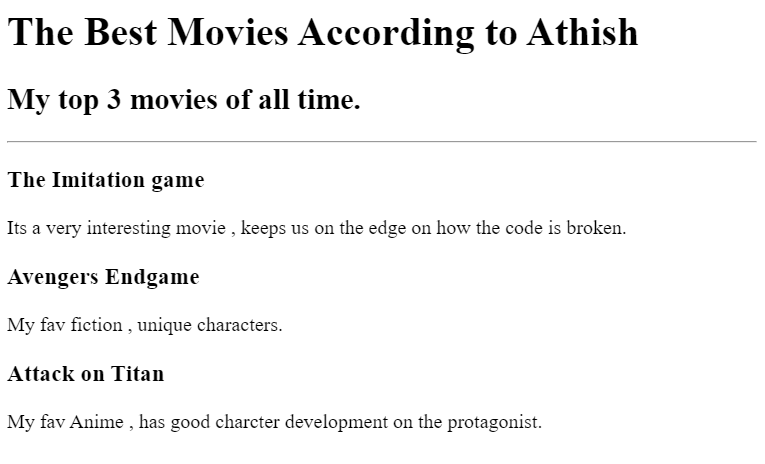 The Best Movies According to Athish
My top 3 movies of all time.
The Imitation game
Its a very interesting movie , keeps us on the edge on how the code is broken.
Avengers Endgame
My fav fiction , unique characters.
Attack on Titan
My fav Anime , has good charcter development on the protagonist.